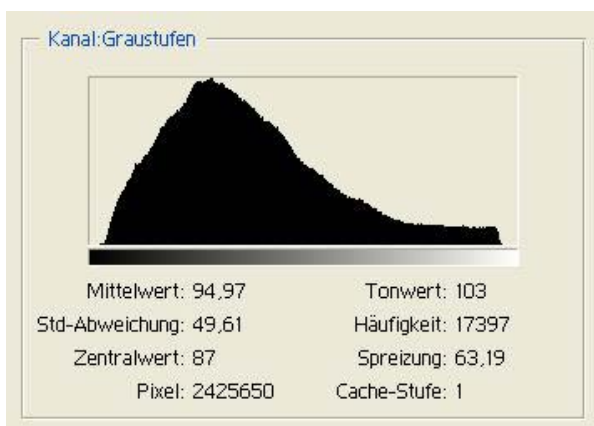 Kanal:Graustufen
Mittelwert: 94,97 Tonwert: 103
Std-Abweichung: 49,61 Häufigkeit: 17397
Zentralwert: 87 Spreizung: 63,19
Pixel: 2425650 Cache-Stufe: 1